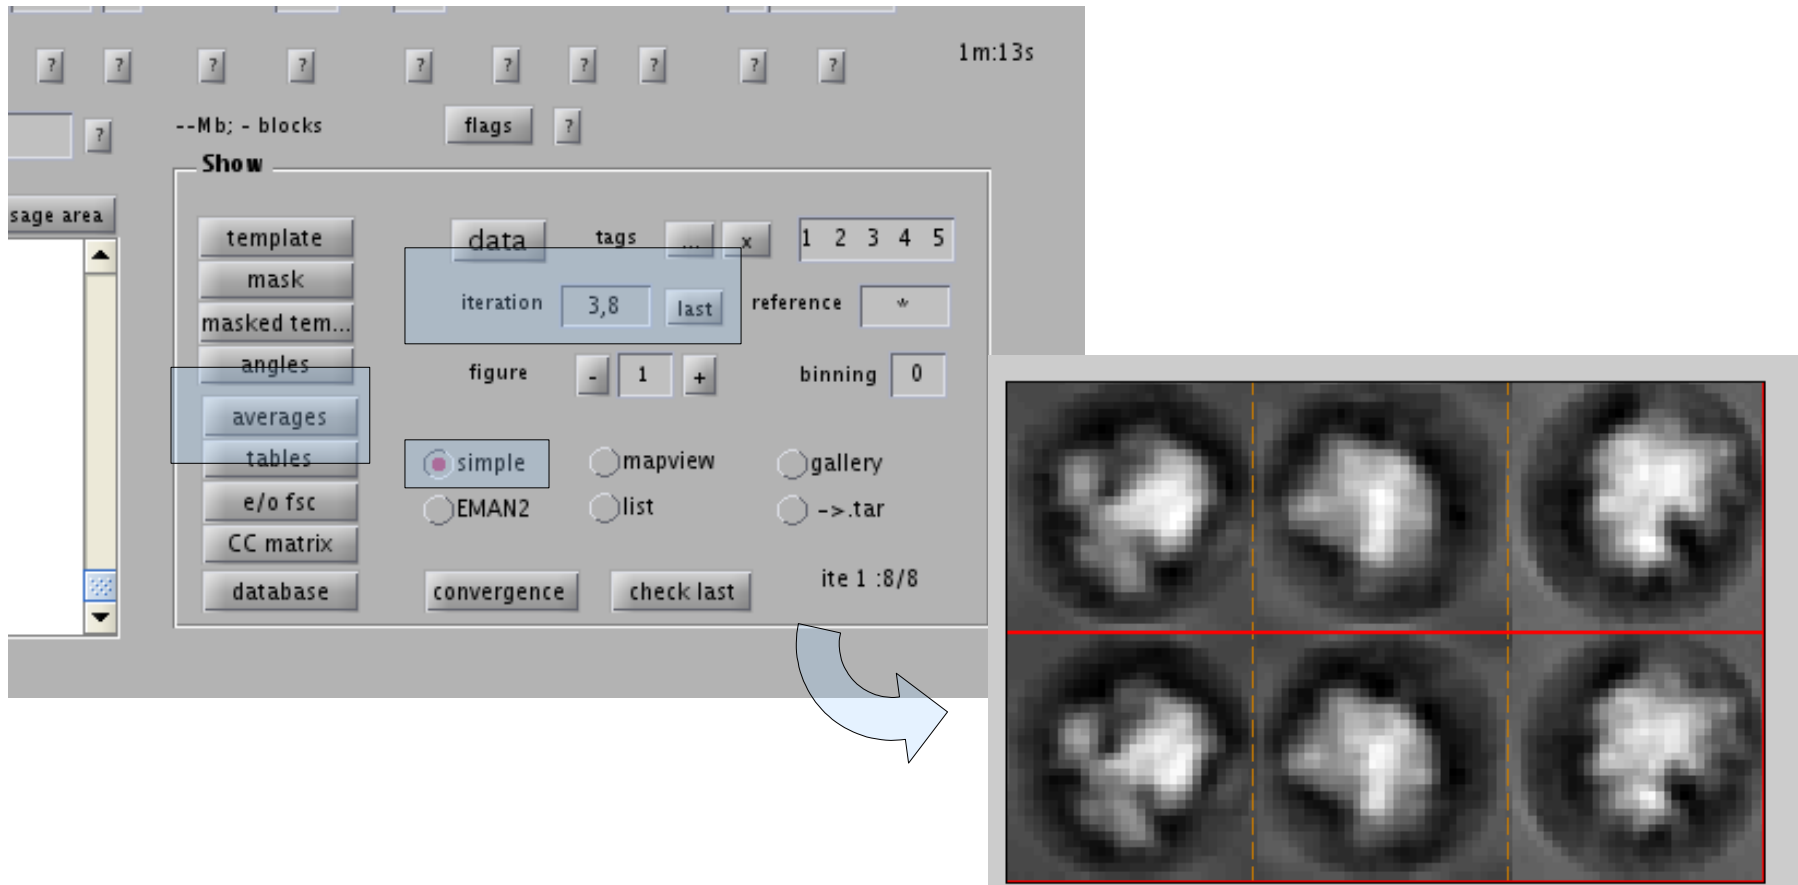 ? ? ? ? ? ? ? ? ? ? 1m:13s
? --Mb; - blocks flags ?
Show
sage area
template data tags ... x 1 2 3 4 5
mask
iteration 3,8 last reference *
masked tem...
angles figure - 1 + binning 0
averages
tables simple mapview gallery
e/o fsc EMAN2 list ->.tar
CC matrix
database convergence check last ite 1 :8/8